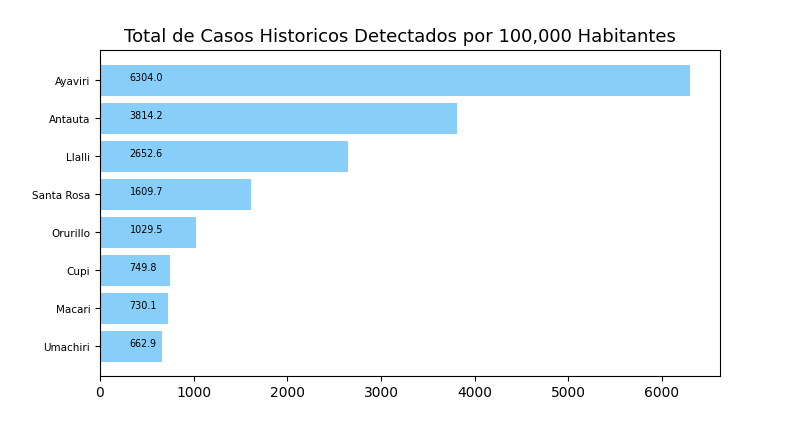 Total de Casos Historicos Detectados por 100,000 Habitantes
Ayaviri 6304.0
Antauta 3814.2
Llalli 2652.6
Santa Rosa 1609.7
Orurillo 1029.5
Cupi 749.8
Macari 730.1
Umachiri 662.9
0 1000 2000 3000 4000 5000 6000